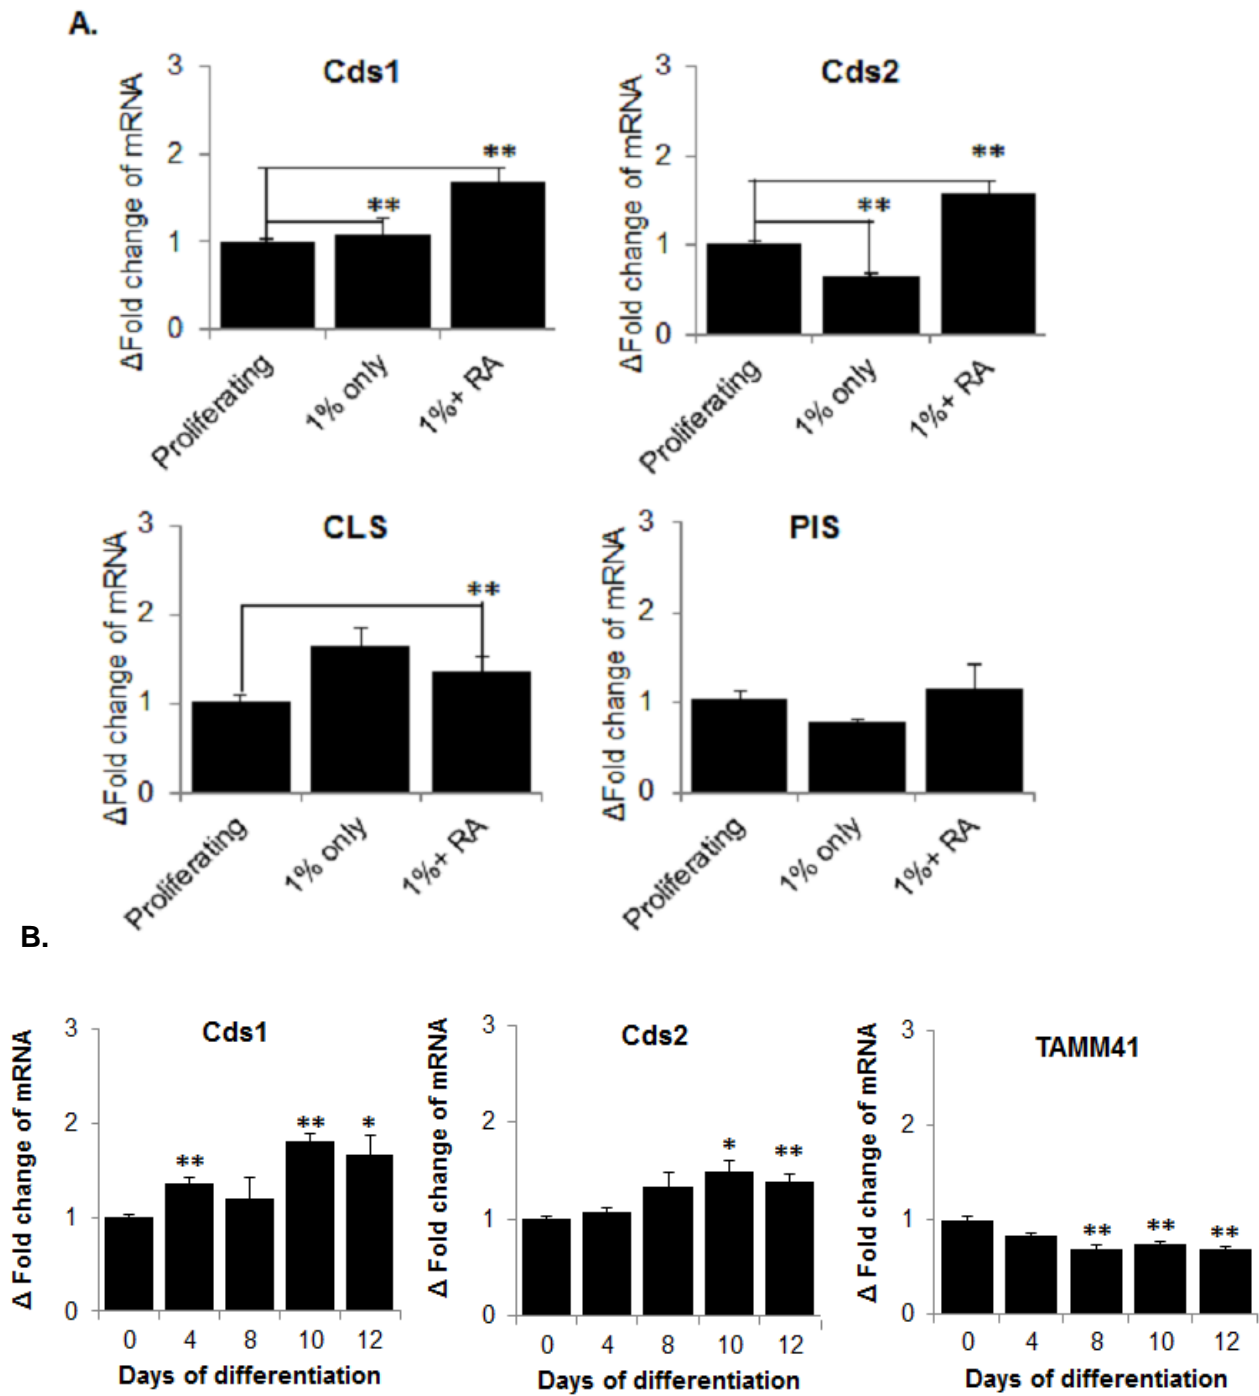 A.
Cds1
ΔFold change of mRNA
3
2
1
0
**
**
Proliferating
1% only
1%+ RA
Cds2
ΔFold change of mRNA
3
2
1
0
**
**
Proliferating
1% only
1%+ RA
CLS
ΔFold change of mRNA
3
2
1
0
**
Proliferating
1% only
1%+ RA
PIS
ΔFold change of mRNA
3
2
1
0
Proliferating
1% only
1%+ RA
B.
Cds1
Δ Fold change of mRNA
3
2
1
0
**
**
*
0 4 8 10 12
Days of differentiation
Cds2
Δ Fold change of mRNA
3
2
1
0
*
**
0 4 8 10 12
Days of differentiation
TAMM41
Δ Fold change of mRNA
3
2
1
0
**
**
**
0 4 8 10 12
Days of differentiation